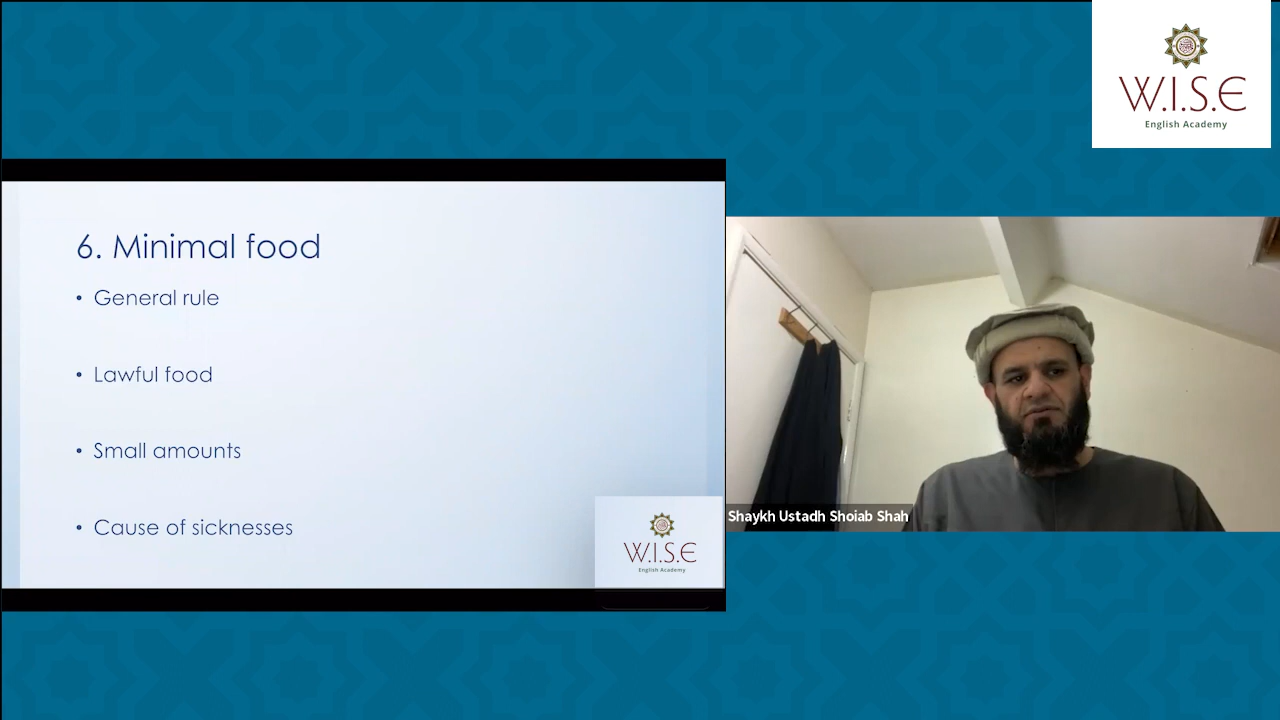 W.I.S.E
English Academy
6. Minimal food
• General rule
• Lawful food
• Small amounts
• Cause of sicknesses
W.I.S.E
English Academy
Shaykh Ustadh Shoiab Shah